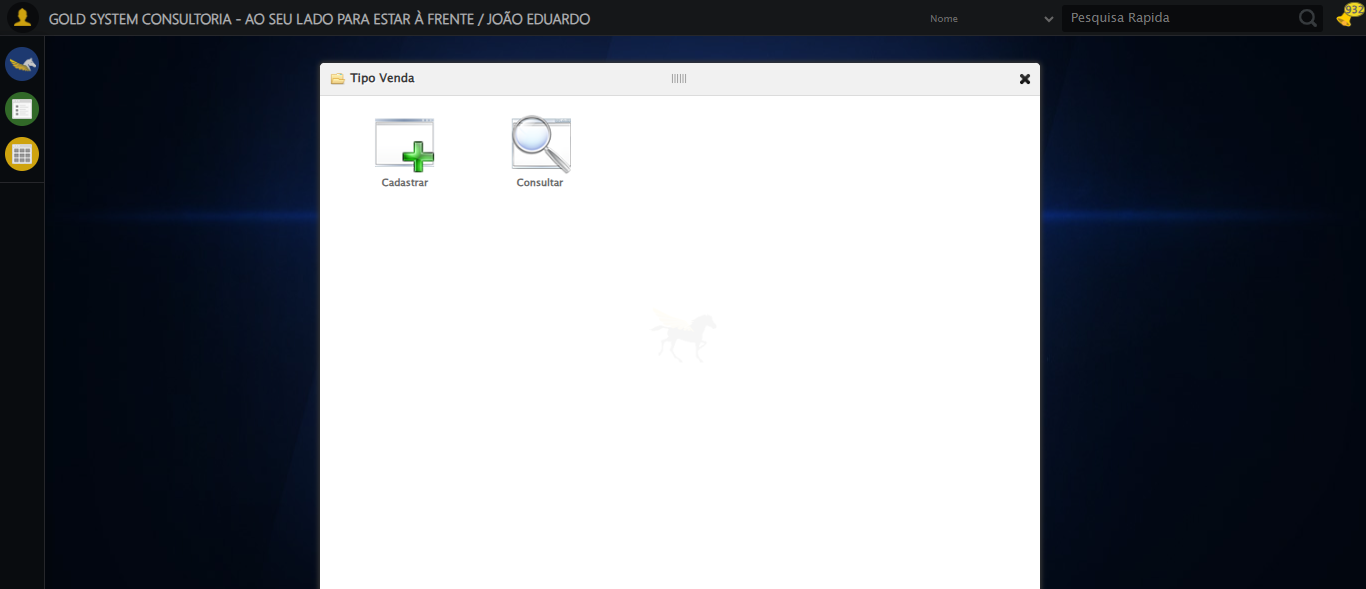 GOLD SYSTEM CONSULTORIA - AO SEU LADO PARA ESTAR À FRENTE / JOÃO EDUARDO
Nome
Pesquisa Rapida
932
Tipo Venda
Cadastrar
Consultar